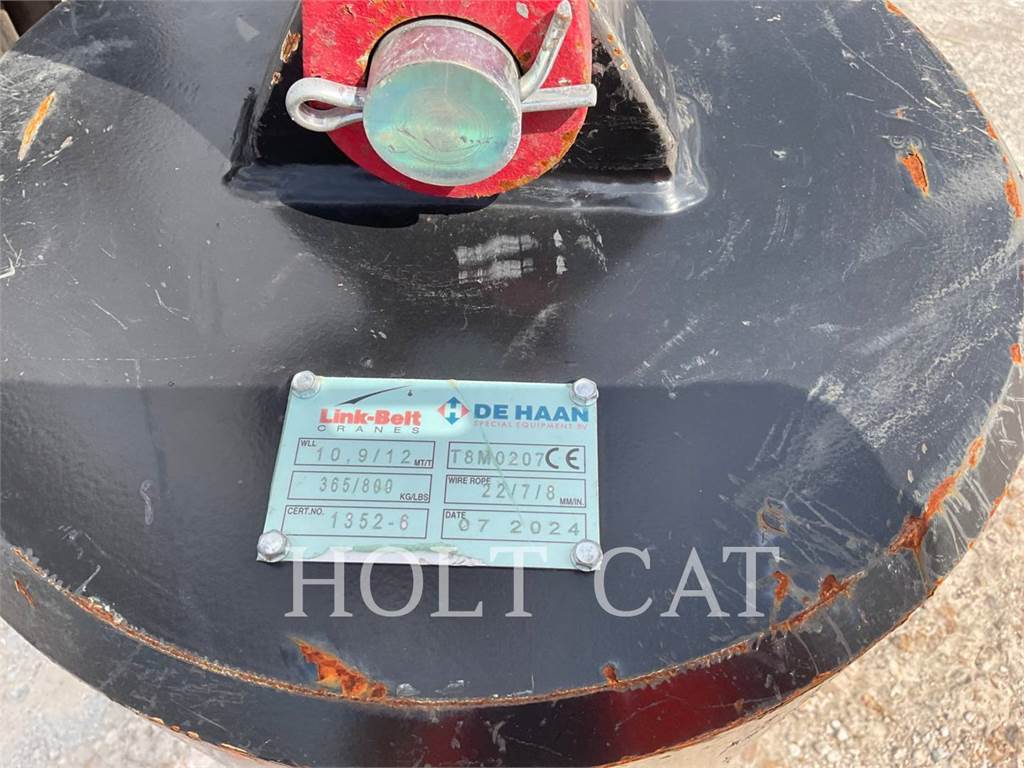 Link-Belt
CRANES
H DE HAAN
SPECIAL EQUIPMENT BV
WLL
10,9/12 MT/T
T8M0207 CE
365/800 KG/LBS
WIRE ROPE
22/7/8 MM/IN.
CERT.NO. 1352-6
DATE
07 2024
HOLT CAT